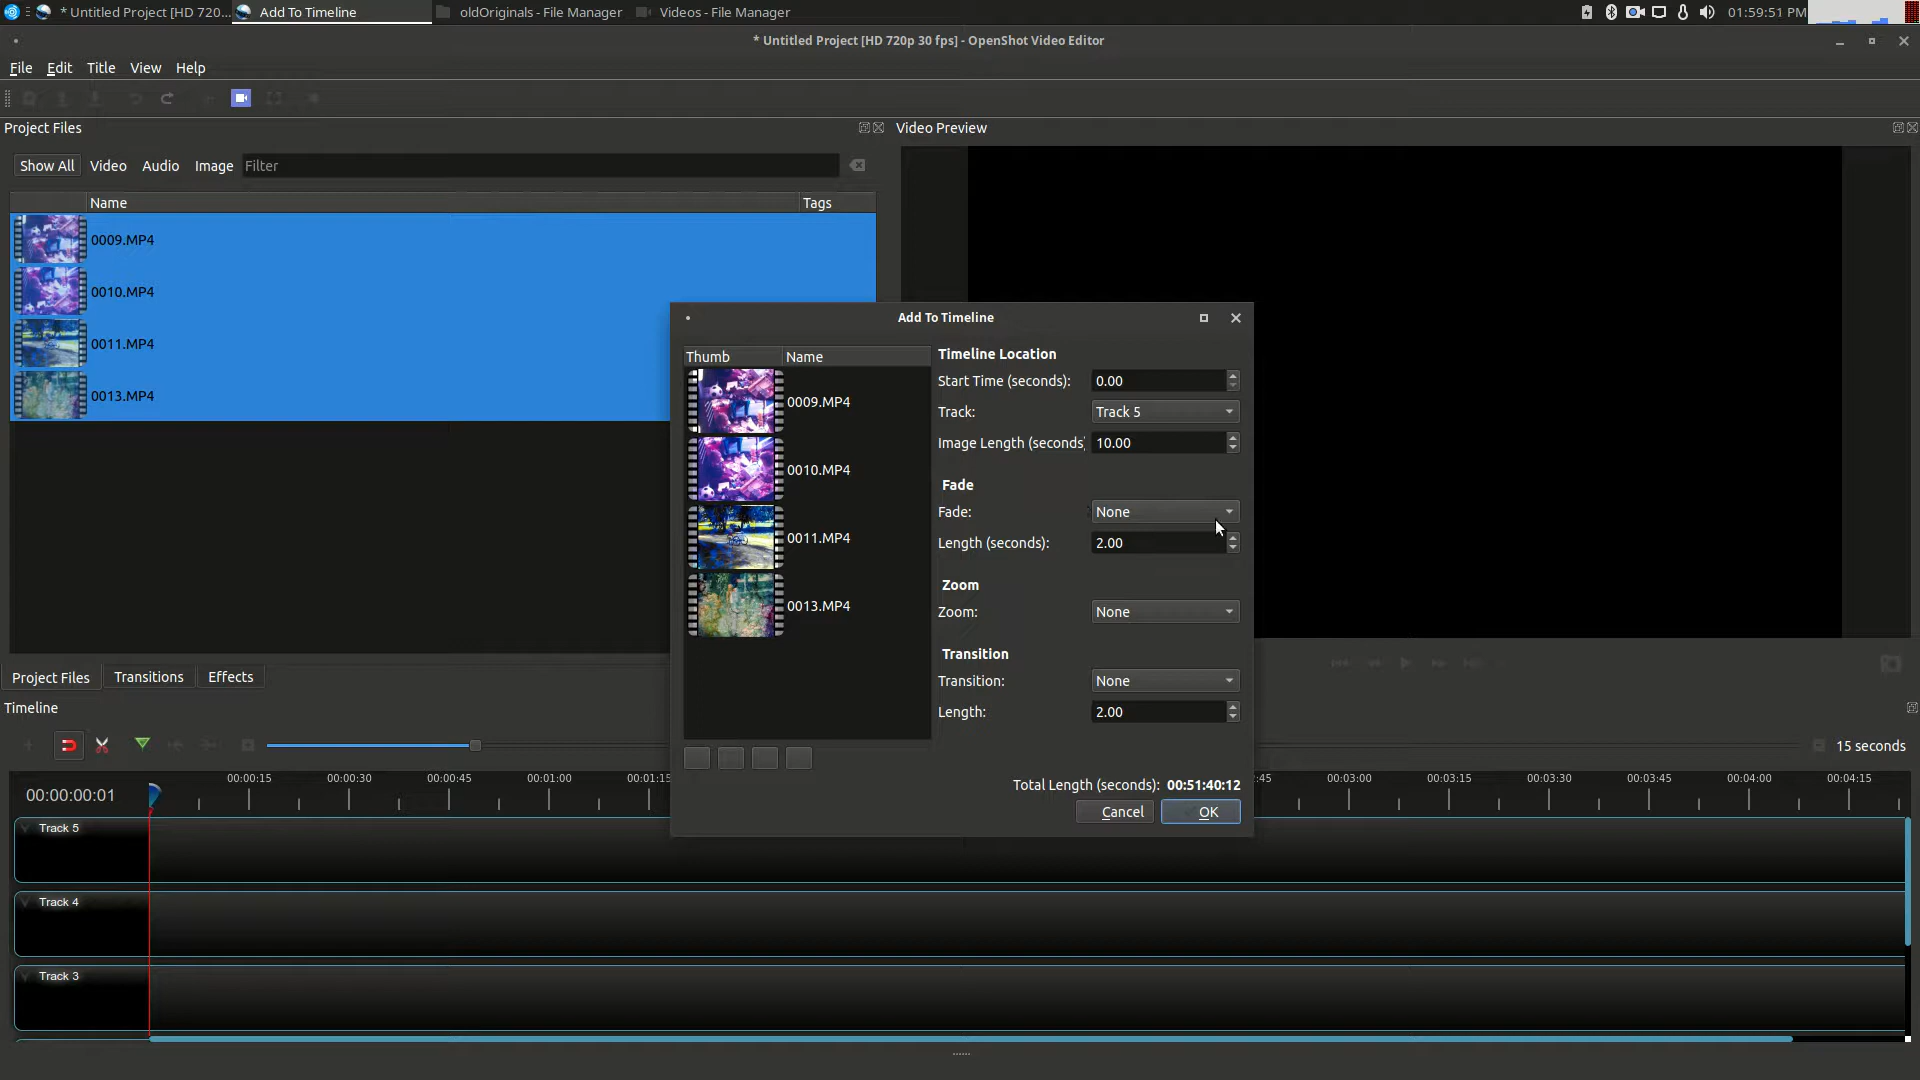 * Untitled Project [HD 720... Add To Timeline oldOriginals - File Manager Videos - File Manager 01:59:51 PM
* Untitled Project [HD 720p 30 fps] - OpenShot Video Editor
File Edit Title View Help
Project Files
Video Preview
Show All Video Audio Image Filter
Name Tags
0009.MP4
0010.MP4
0011.MP4
0013.MP4
Add To Timeline
Thumb Name
0009.MP4
0010.MP4
0011.MP4
0013.MP4
Timeline Location
Start Time (seconds): 0.00
Track: Track 5
Image Length (seconds) 10.00
Fade
Fade: None
Length (seconds): 2.00
Zoom
Zoom: None
Transition
Transition: None
Length: 2.00
Total Length (seconds): 00:51:40:12
Cancel OK
Project Files Transitions Effects
Timeline
15 seconds
00:00:00:01 00:00:15 00:00:30 00:00:45 00:01:00 00:01:15 :45 00:03:00 00:03:15 00:03:30 00:03:45 00:04:00 00:04:15
Track 5
Track 4
Track 3